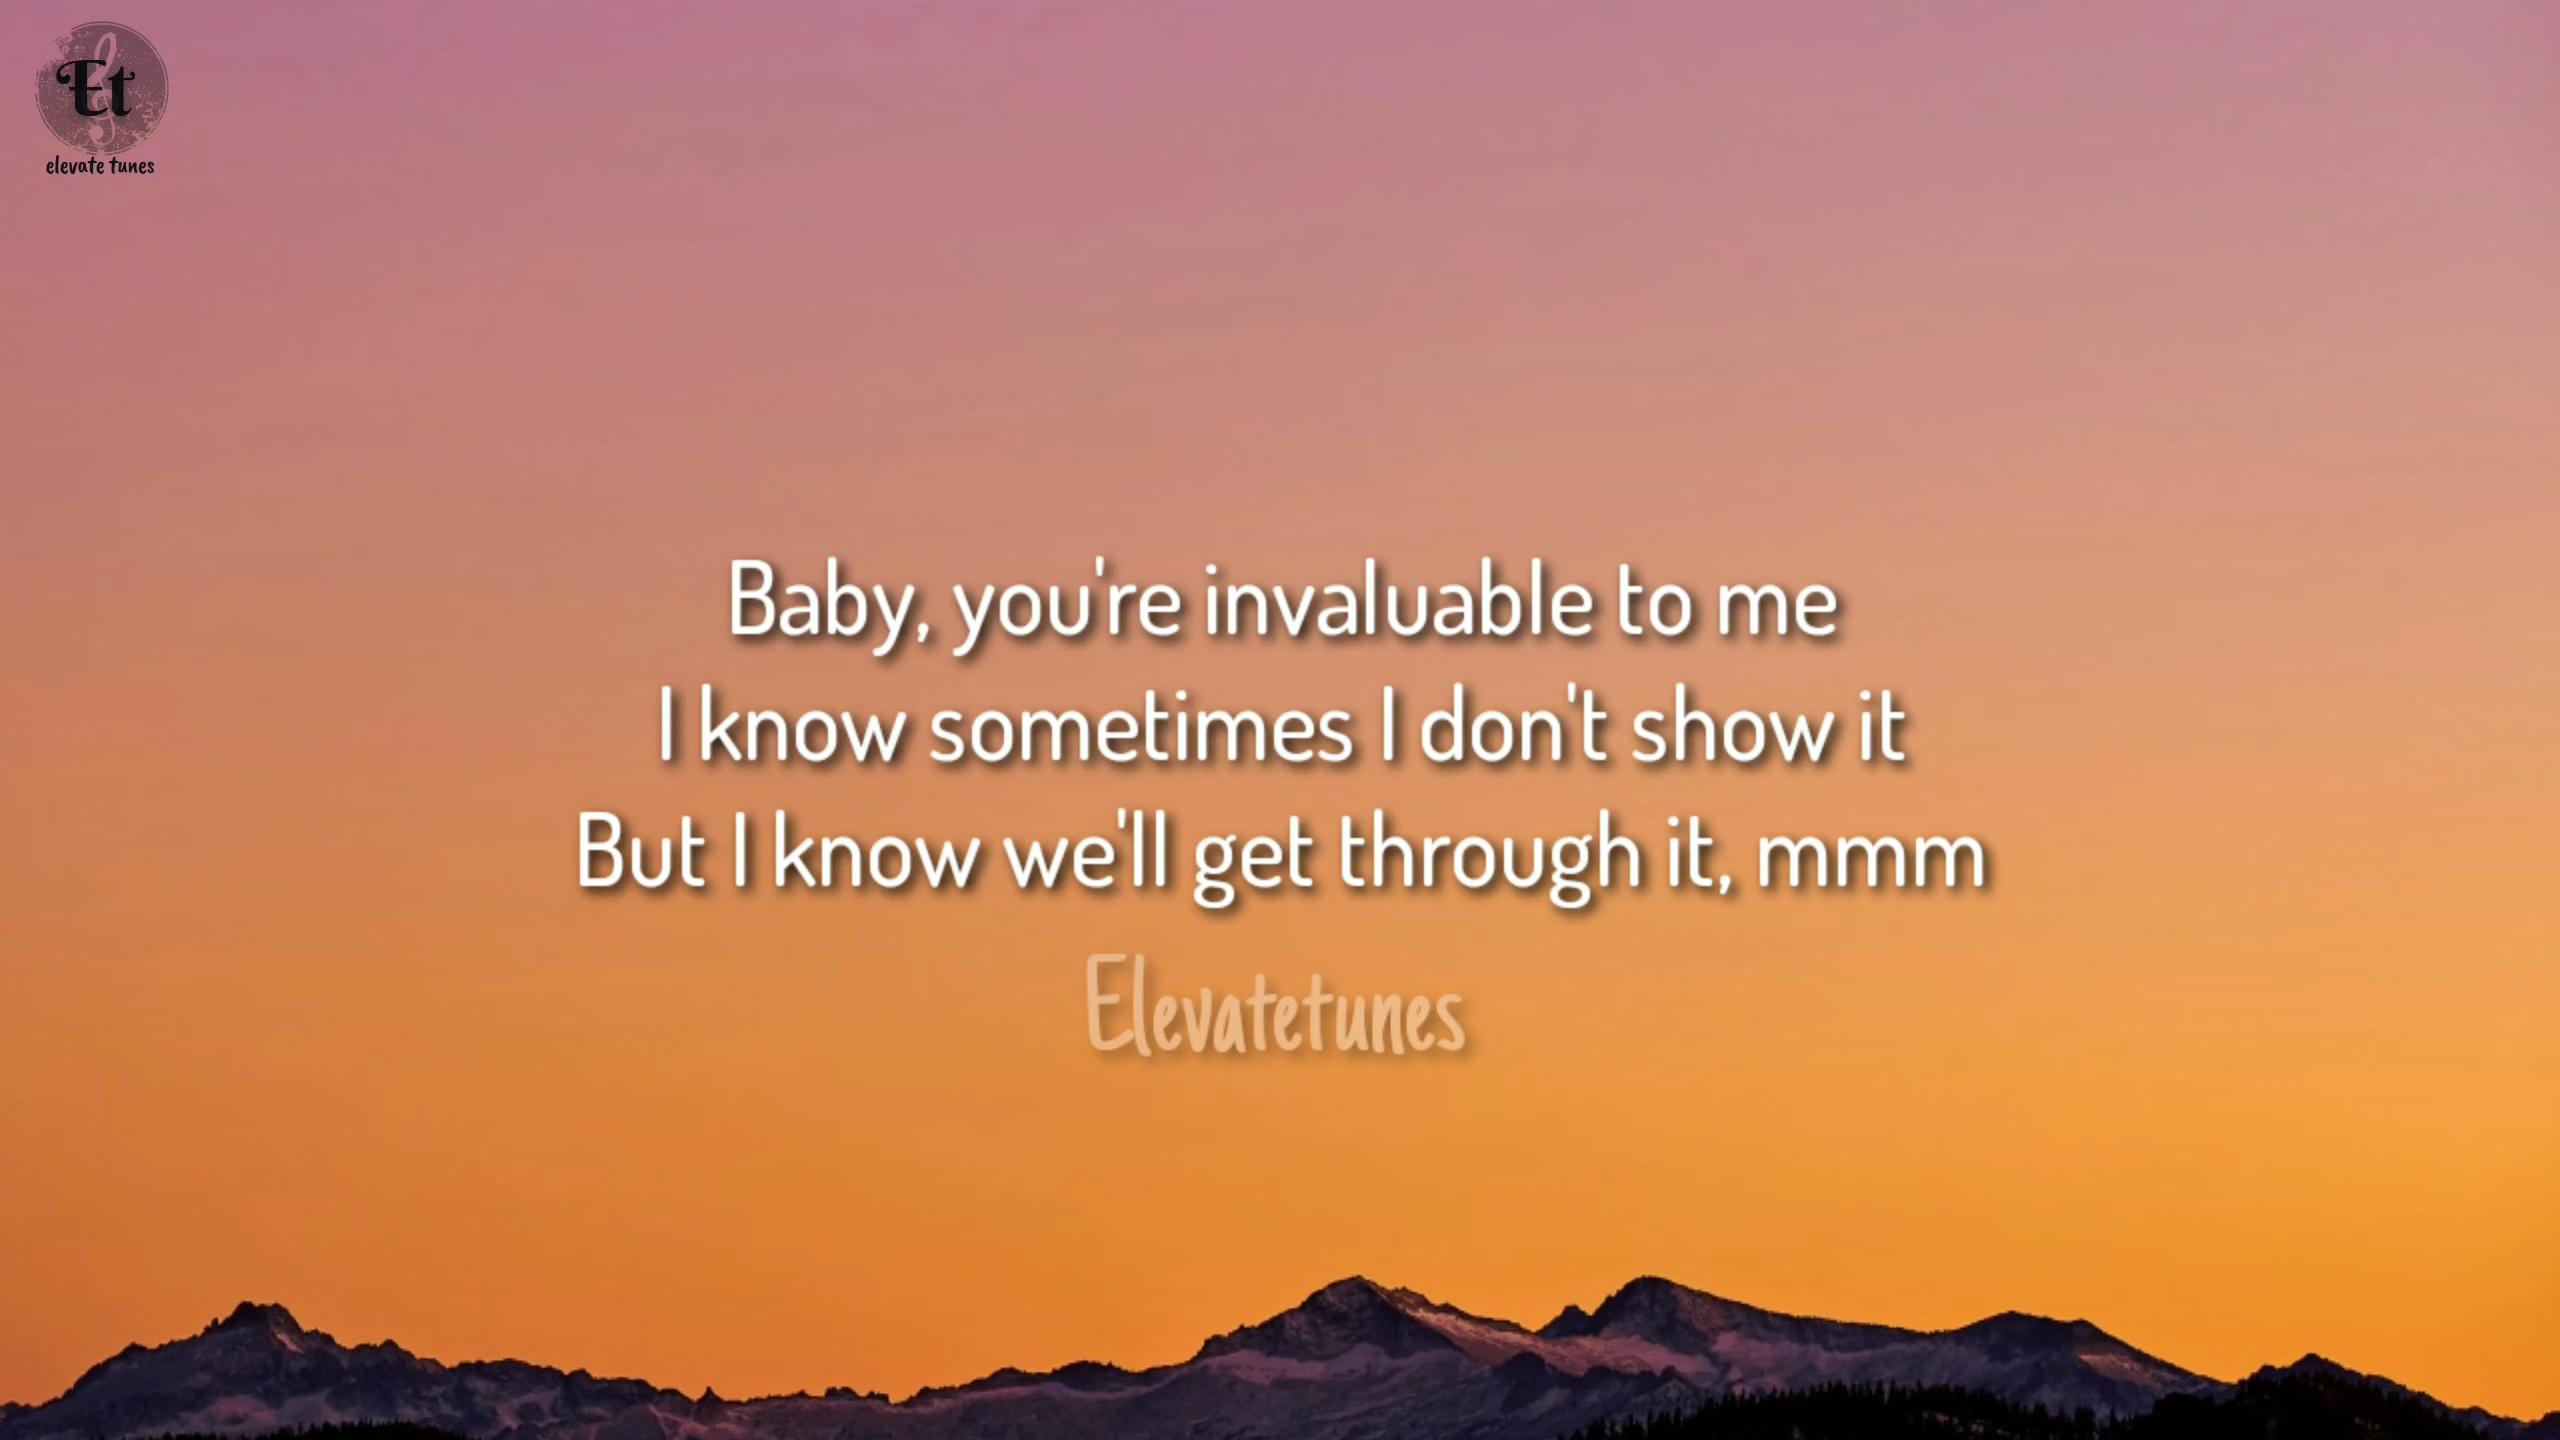 Et
elevate tunes
Baby, you're invaluable to me
I know sometimes I don't show it
But I know we'll get through it, mmm
Elevatetunes